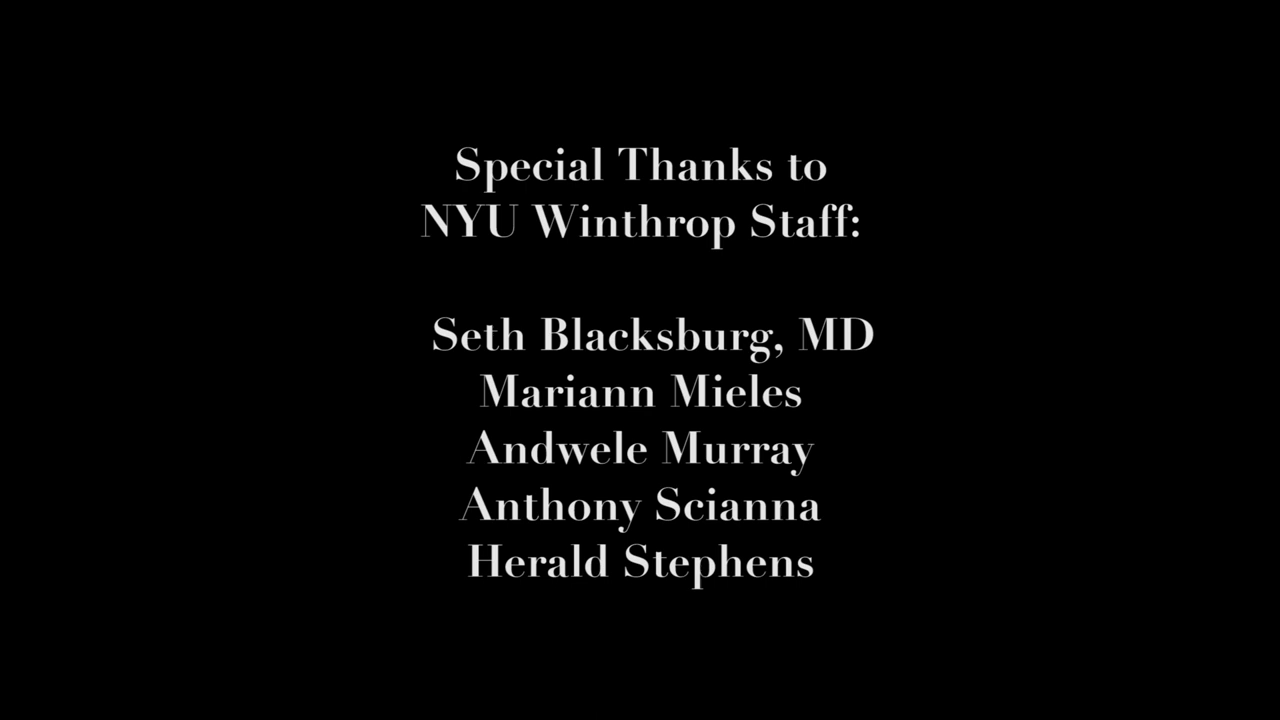 Special Thanks to
NYU Winthrop Staff:
Seth Blacksburg, MD
Mariann Mieles
Andwele Murray
Anthony Scianna
Herald Stephens